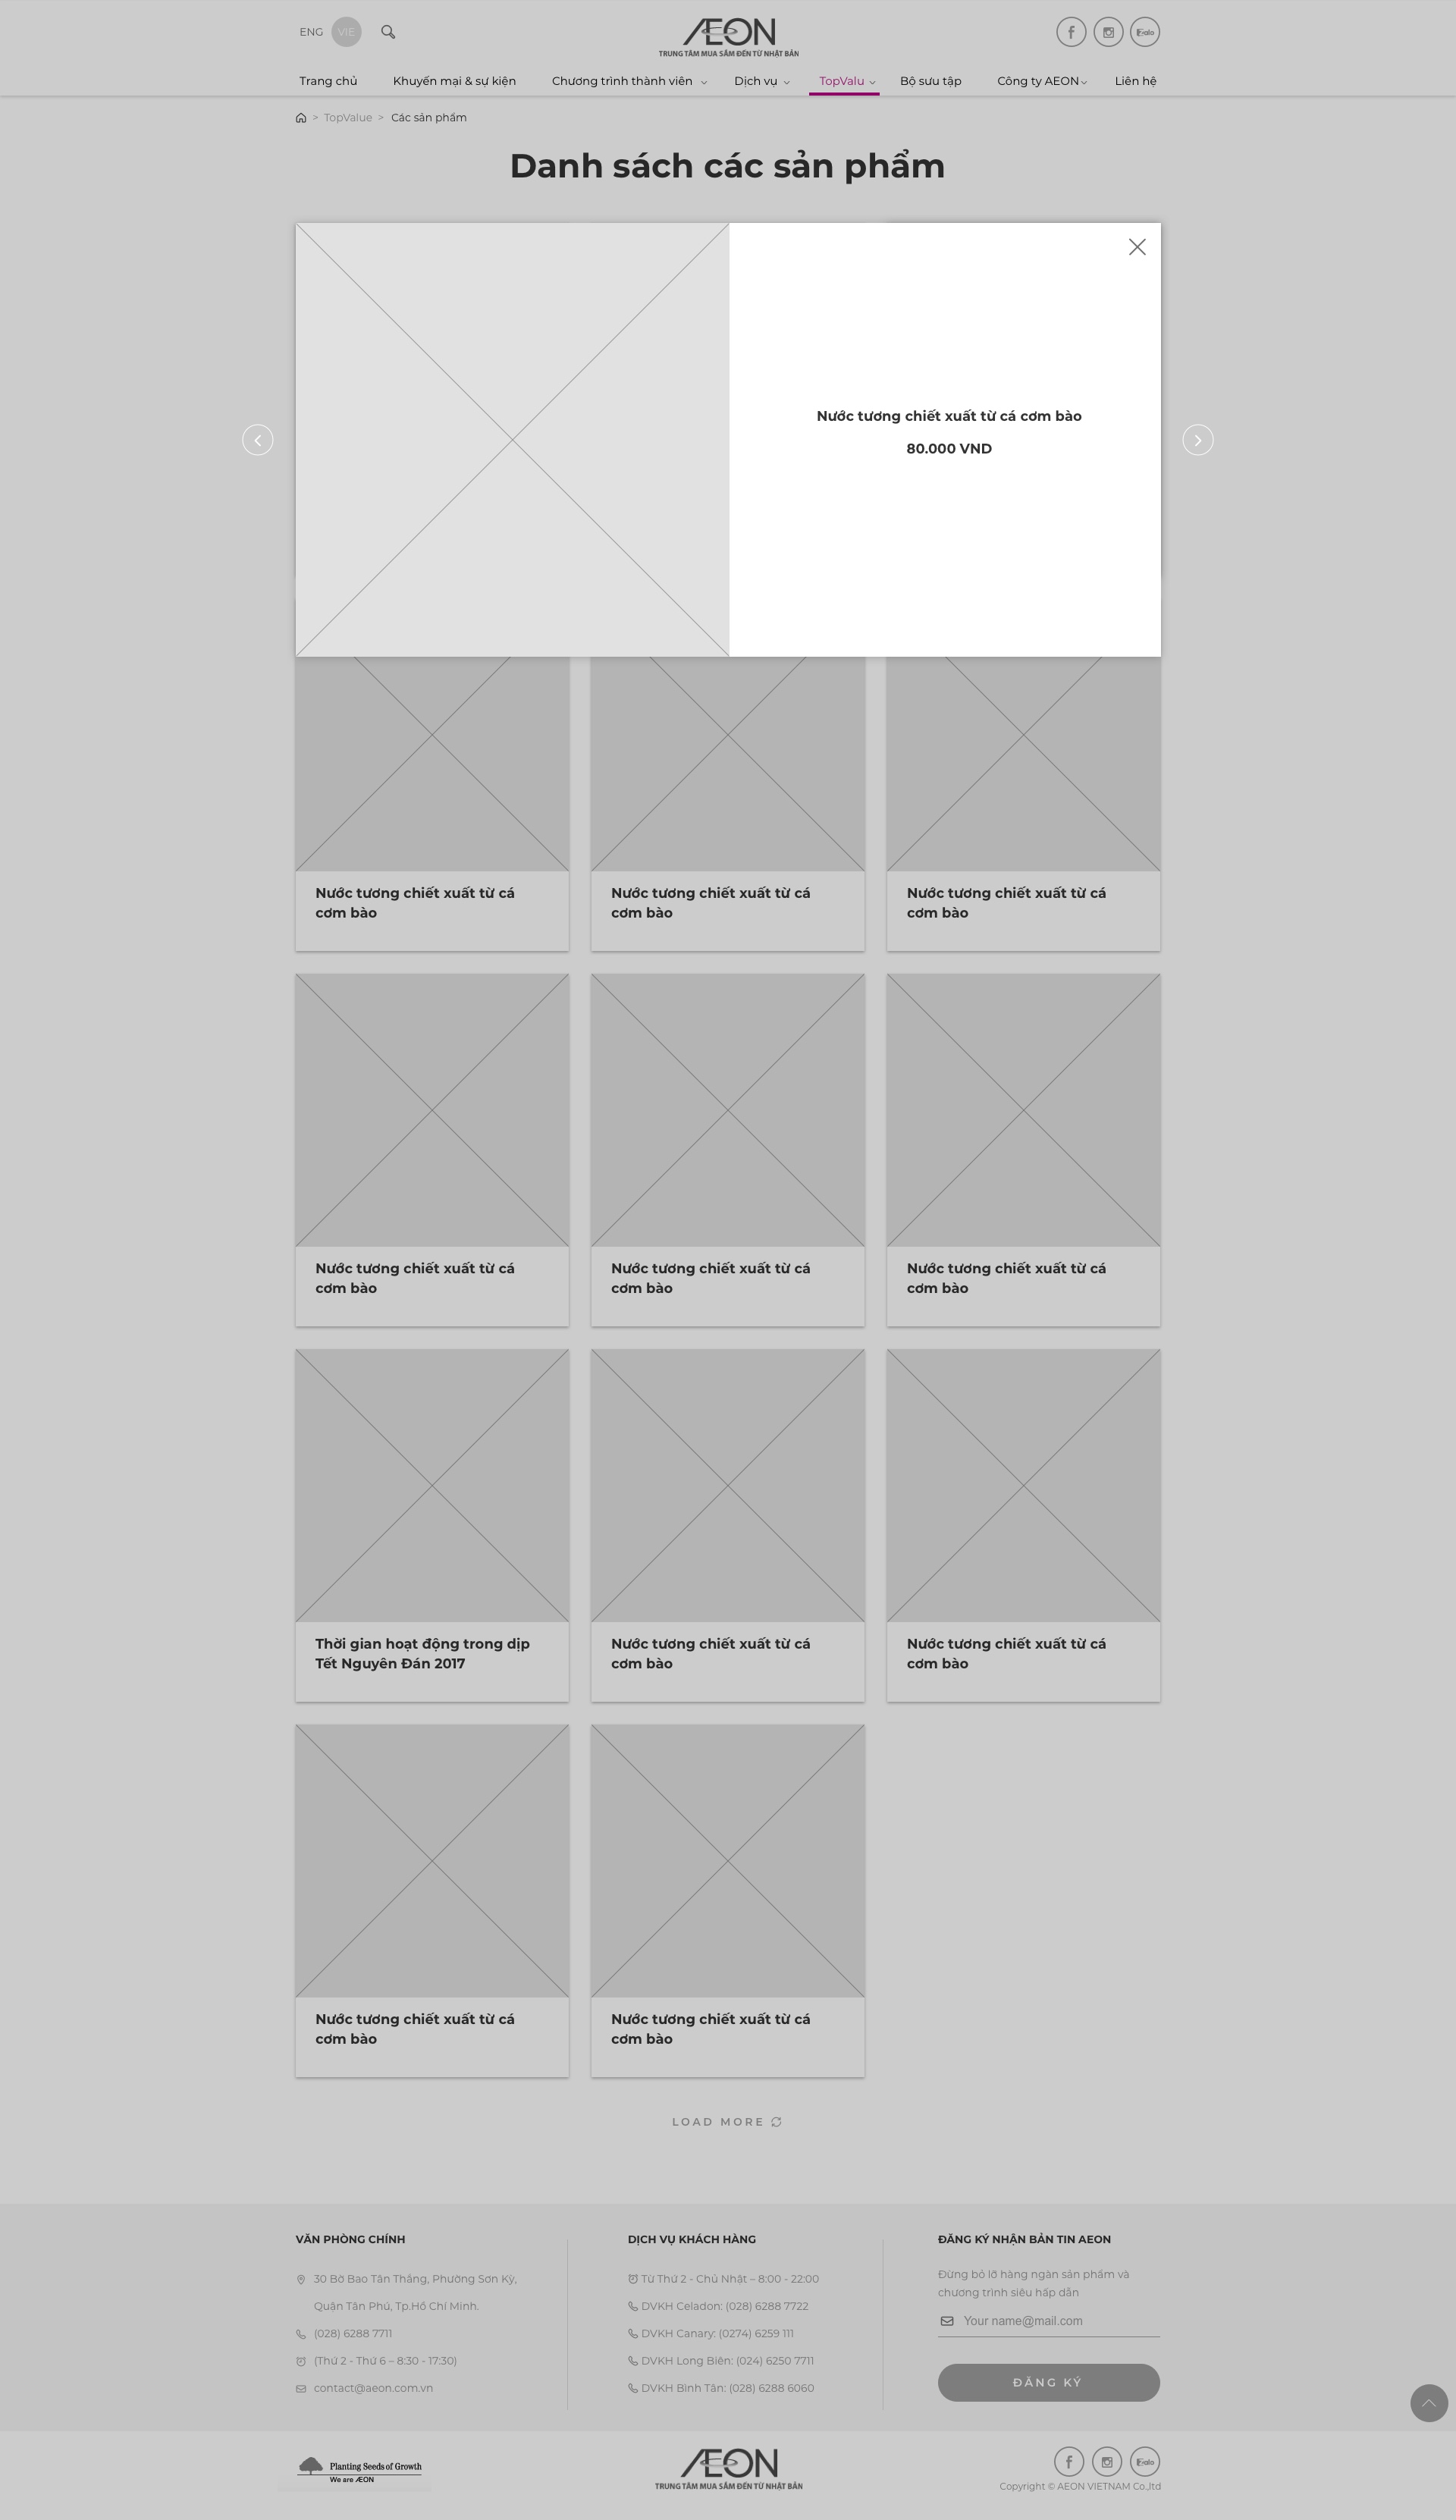 ENG VIE
ÆON
TRUNG TÂM MUA SẮM ĐẾN TỪ NHẬT BẢN
Zalo
Trang chủ Khuyến mại & sự kiện Chương trình thành viên Dịch vụ TopValu Bộ sưu tập Công ty AEON Liên hệ
> TopValue > Các sản phẩm
Danh sách các sản phẩm
Nước tương chiết xuất từ cá cơm bào
80.000 VND
Nước tương chiết xuất từ cá
cơm bào
Nước tương chiết xuất từ cá
cơm bào
Nước tương chiết xuất từ cá
cơm bào
Nước tương chiết xuất từ cá
cơm bào
Nước tương chiết xuất từ cá
cơm bào
Nước tương chiết xuất từ cá
cơm bào
Thời gian hoạt động trong dịp
Tết Nguyên Đán 2017
Nước tương chiết xuất từ cá
cơm bào
Nước tương chiết xuất từ cá
cơm bào
Nước tương chiết xuất từ cá
cơm bào
Nước tương chiết xuất từ cá
cơm bào
LOAD MORE
VĂN PHÒNG CHÍNH
30 Bờ Bao Tân Thắng, Phường Sơn Kỳ,
Quận Tân Phú, Tp.Hồ Chí Minh.
(028) 6288 7711
(Thứ 2 - Thứ 6 – 8:30 - 17:30)
contact@aeon.com.vn
DỊCH VỤ KHÁCH HÀNG
Từ Thứ 2 - Chủ Nhật – 8:00 - 22:00
DVKH Celadon: (028) 6288 7722
DVKH Canary: (0274) 6259 111
DVKH Long Biên: (024) 6250 7711
DVKH Bình Tân: (028) 6288 6060
ĐĂNG KÝ NHẬN BẢN TIN AEON
Đừng bỏ lỡ hàng ngàn sản phẩm và
chương trình siêu hấp dẫn
Your name@mail.com
ĐĂNG KÝ
Planting Seeds of Growth
We are ÆON
ÆON
TRUNG TÂM MUA SẮM ĐẾN TỪ NHẬT BẢN
Zalo
Copyright © AEON VIETNAM Co.,ltd